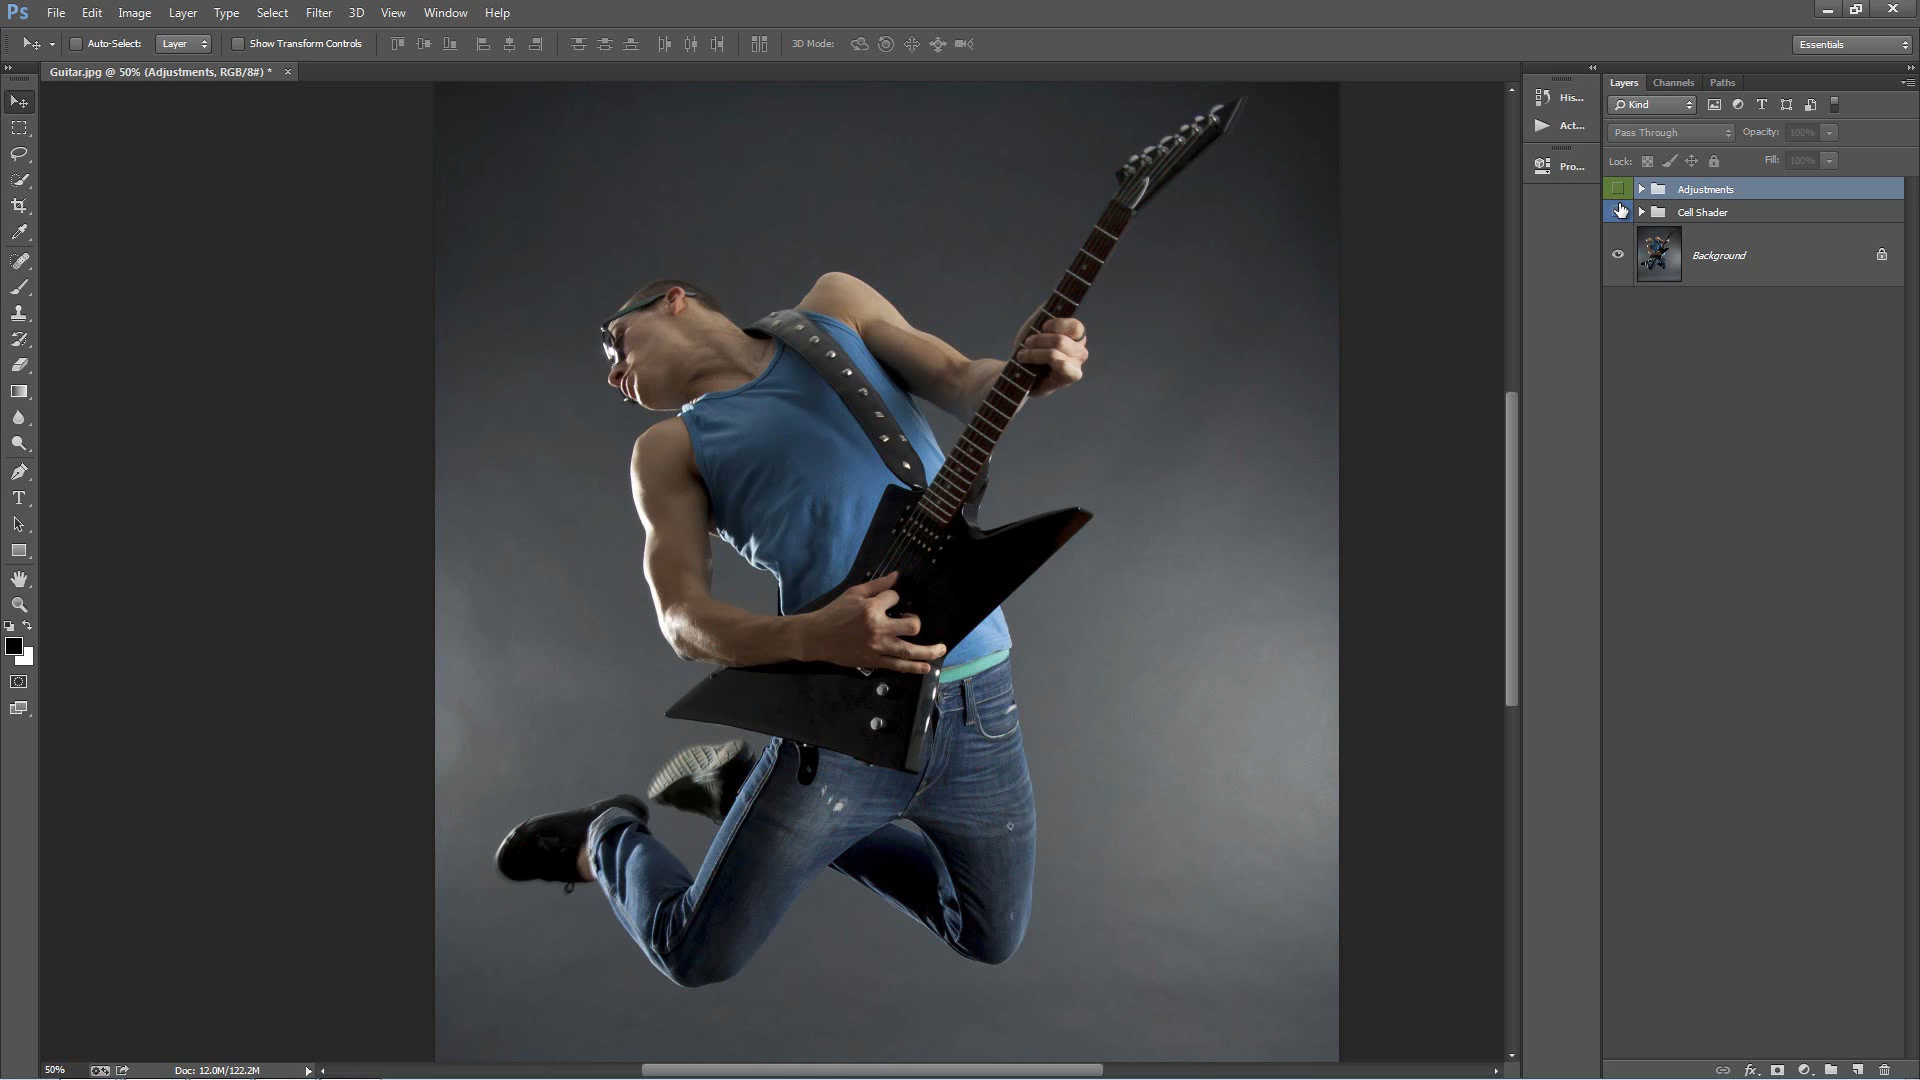 Ps File Edit Image Layer Type Select Filter 3D View Window Help
Auto-Select: Layer Show Transform Controls 3D Mode: Essentials
Guitar.jpg @ 50% (Adjustments, RGB/8#) * ×
His...
Act...
Pro...
Layers Channels Paths
Kind
Pass Through Opacity: 100%
Lock: Fill: 100%
Adjustments
Cell Shader
Background
50% Doc: 12.0M/122.2M